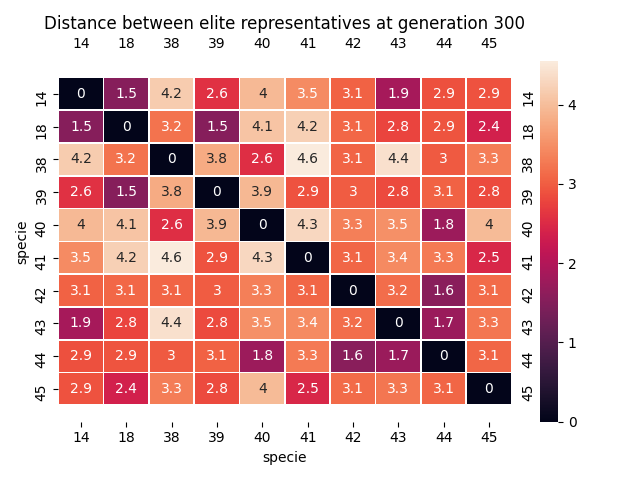 Distance between elite representatives at generation 300
14 18 38 39 40 41 42 43 44 45
14 0 1.5 4.2 2.6 4 3.5 3.1 1.9 2.9 2.9 14
18 1.5 0 3.2 1.5 4.1 4.2 3.1 2.8 2.9 2.4 18
38 4.2 3.2 0 3.8 2.6 4.6 3.1 4.4 3 3.3 38
39 2.6 1.5 3.8 0 3.9 2.9 3 2.8 3.1 2.8 39
40 4 4.1 2.6 3.9 0 4.3 3.3 3.5 1.8 4 40
41 3.5 4.2 4.6 2.9 4.3 0 3.1 3.4 3.3 2.5 41
42 3.1 3.1 3.1 3 3.3 3.1 0 3.2 1.6 3.1 42
43 1.9 2.8 4.4 2.8 3.5 3.4 3.2 0 1.7 3.3 43
44 2.9 2.9 3 3.1 1.8 3.3 1.6 1.7 0 3.1 44
45 2.9 2.4 3.3 2.8 4 2.5 3.1 3.3 3.1 0 45
14 18 38 39 40 41 42 43 44 45
specie
specie
4
3
2
1
0